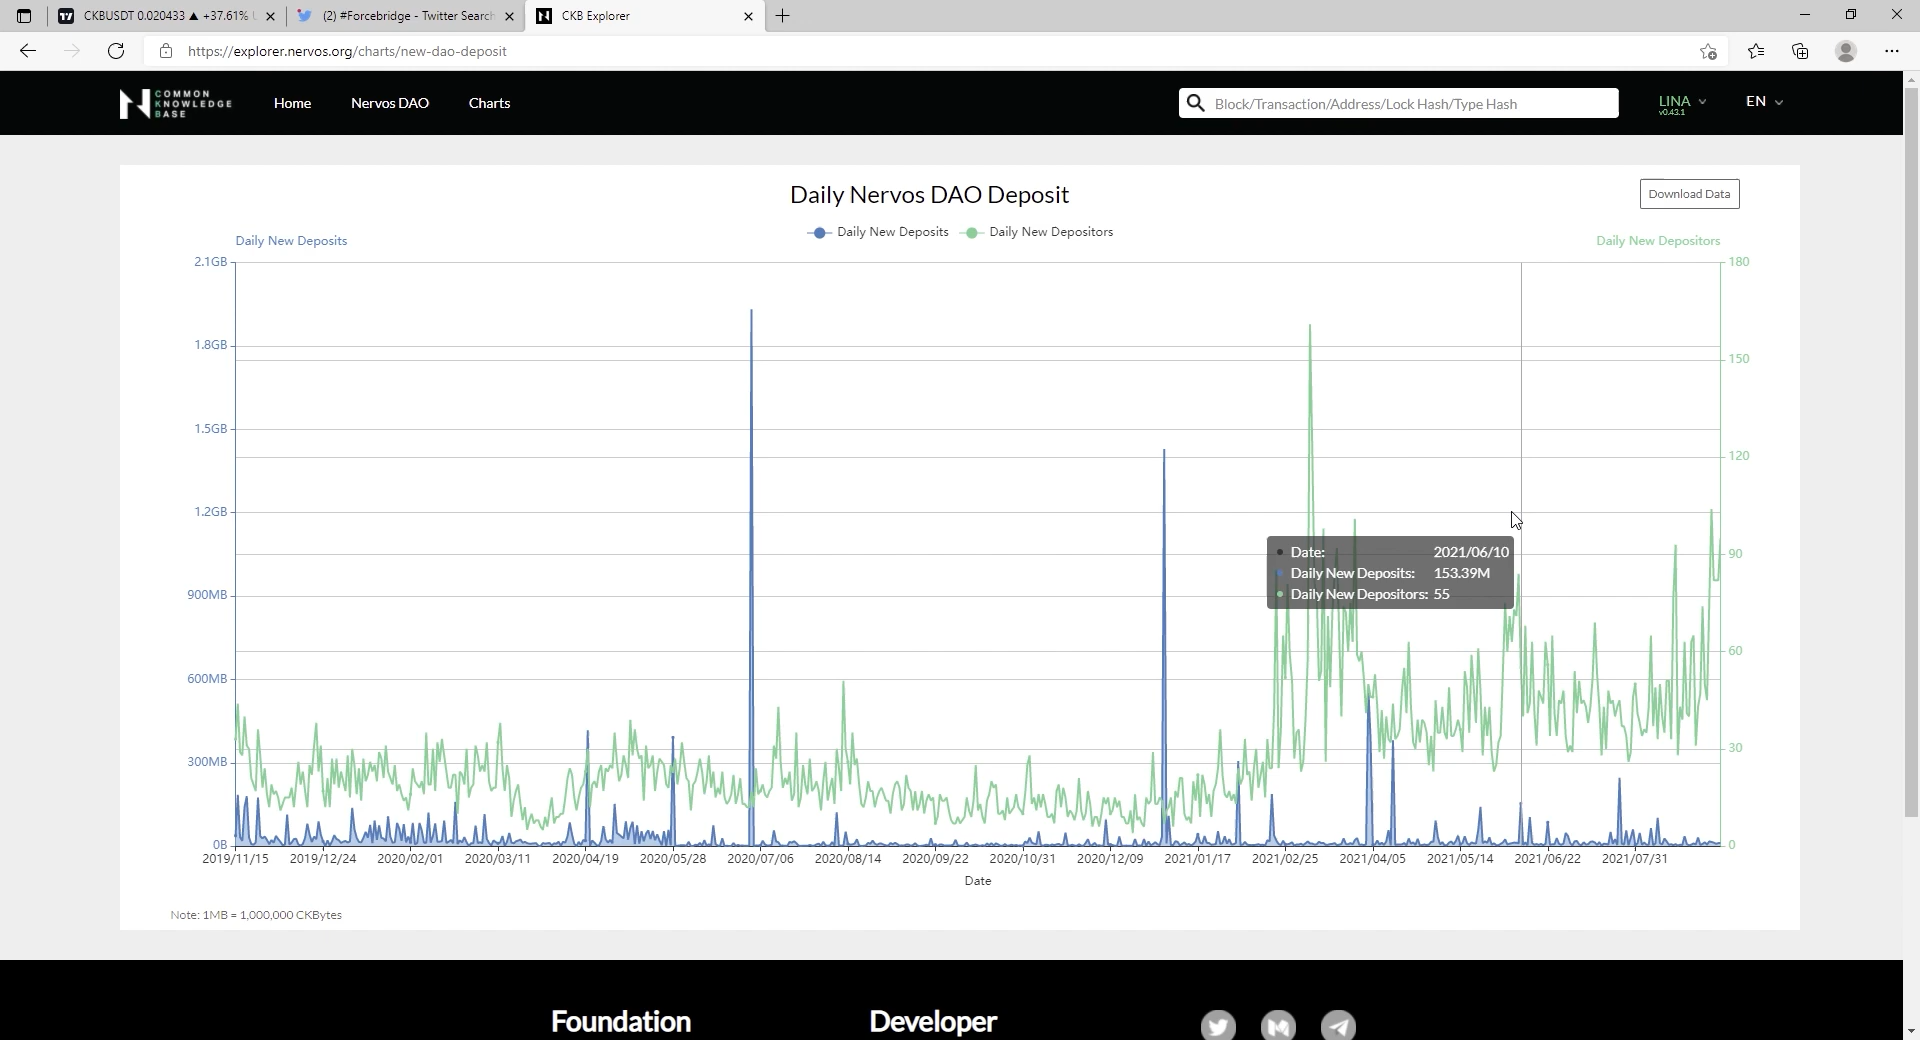 CKBUSDT 0.020433 ▲ +37.61%
(2) #Forcebridge - Twitter Search
CKB Explorer
https://explorer.nervos.org/charts/new-dao-deposit
COMMON KNOWLEDGE BASE
Home
Nervos DAO
Charts
Block/Transaction/Address/Lock Hash/Type Hash
LINA
v0.43.1
EN
Daily Nervos DAO Deposit
Download Data
Daily New Deposits
Daily New Depositors
Daily New Deposits
Daily New Depositors
2.1GB
1.8GB
1.5GB
1.2GB
900MB
600MB
300MB
0B
180
150
120
90
60
30
0
Date: 2021/06/10
Daily New Deposits: 153.39M
Daily New Depositors: 55
2019/11/15 2019/12/24 2020/02/01 2020/03/11 2020/04/19 2020/05/28 2020/07/06 2020/08/14 2020/09/22 2020/10/31 2020/12/09 2021/01/17 2021/02/25 2021/04/05 2021/05/14 2021/06/22 2021/07/31
Date
Note: 1MB = 1,000,000 CKBytes
Foundation
Developer